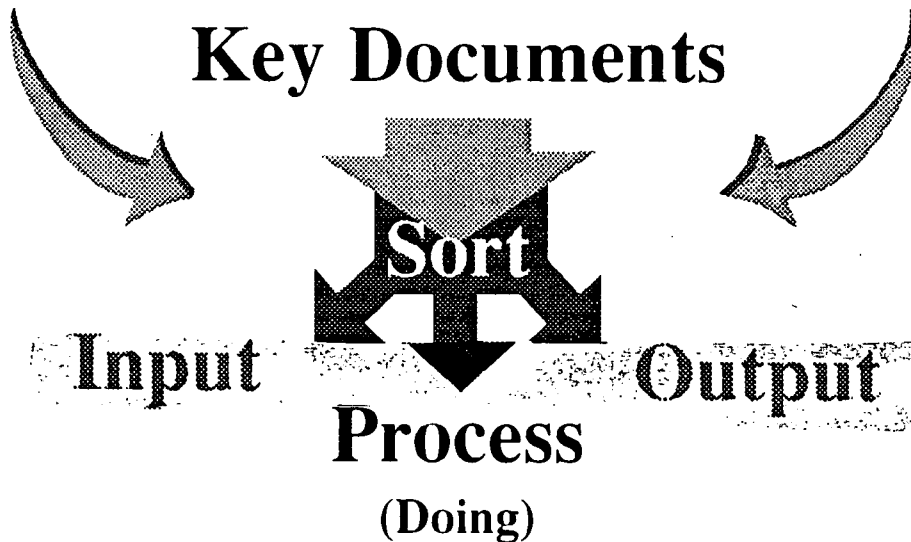 Key Documents
Sort
Input
Output
Process
(Doing)